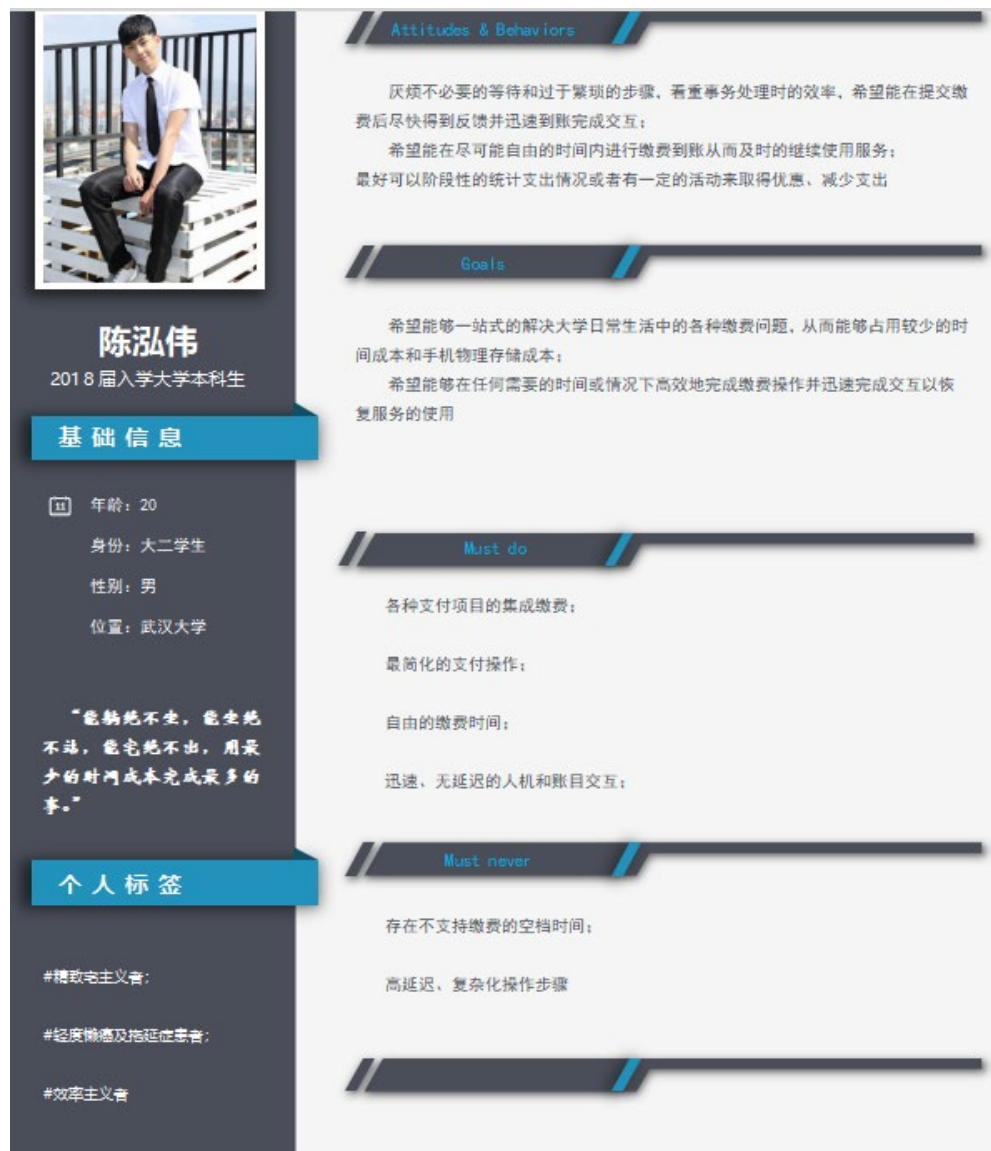 陈泓伟
2018届入学大学本科生
基础信息
11
年龄：20
身份：大二学生
性别：男
位置：武汉大学
“能躺绝不坐，能坐绝
不站，能宅绝不出，用最
少的时间成本完成最多的
事。”
个人标签
#精致宅主义者；
#轻度懒癌及拖延症患者；
#效率主义者
Attitudes & Behaviors
厌烦不必要的等待和过于繁琐的步骤，看重事务处理时的效率，希望能在提交缴
费后尽快得到反馈并迅速到账完成交互；
希望能在尽可能自由的时间内进行缴费到账从而及时的继续使用服务；
最好可以阶段性的统计支出情况或者有一定的活动来取得优惠、减少支出
Goals
希望能够一站式的解决大学日常生活中的各种缴费问题，从而能够占用较少的时
间成本和手机物理存储成本；
希望能够在任何需要的时间或情况下高效地完成缴费操作并迅速完成交互以恢
复服务的使用
Must do
各种支付项目的集成缴费；
最简化的支付操作；
自由的缴费时间；
迅速、无延迟的人机和账目交互；
Must never
存在不支持缴费的空档时间；
高延迟、复杂化操作步骤